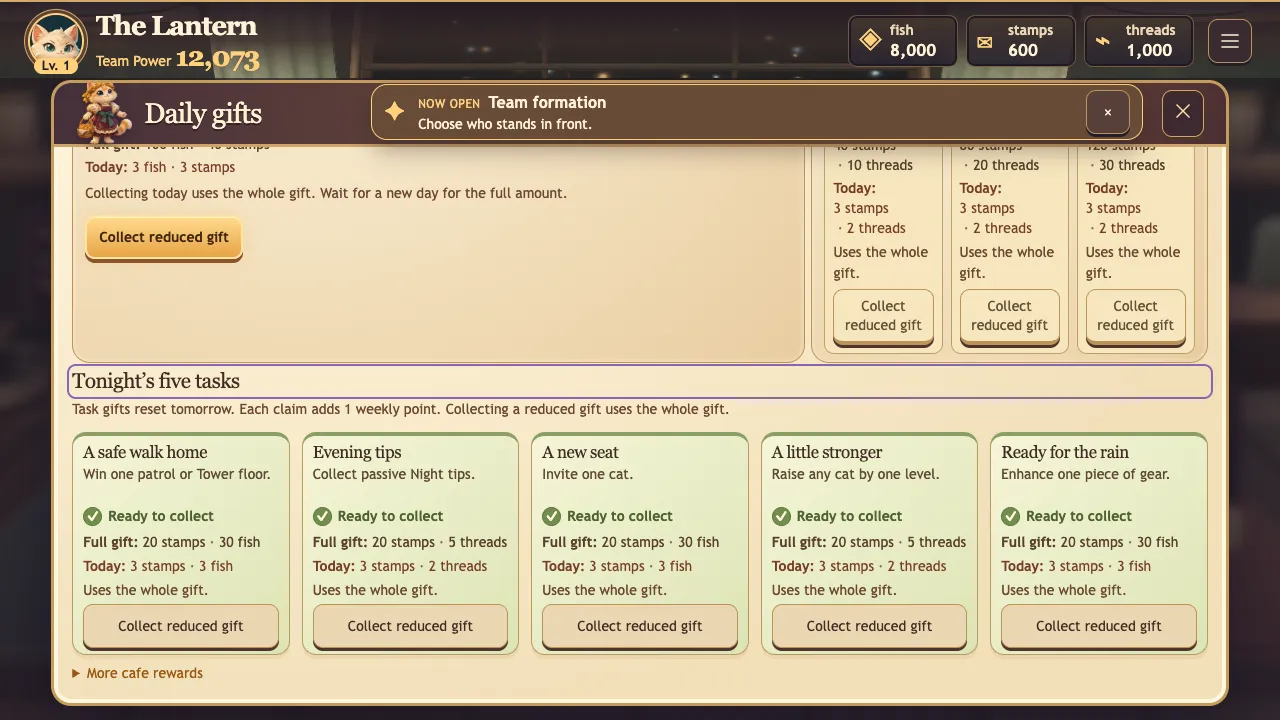 The Lantern
Lv. 1
Team Power 12,073
fish
8,000
stamps
600
threads
1,000
Daily gifts
NOW OPEN Team formation
Choose who stands in front.
×
Today: 3 fish · 3 stamps
Collecting today uses the whole gift. Wait for a new day for the full amount.
Collect reduced gift
· 10 threads
Today:
3 stamps
· 2 threads
Uses the whole
gift.
Collect
reduced gift
· 20 threads
Today:
3 stamps
· 2 threads
Uses the whole
gift.
Collect
reduced gift
· 30 threads
Today:
3 stamps
· 2 threads
Uses the whole
gift.
Collect
reduced gift
Tonight’s five tasks
Task gifts reset tomorrow. Each claim adds 1 weekly point. Collecting a reduced gift uses the whole gift.
A safe walk home
Win one patrol or Tower floor.
Ready to collect
Full gift: 20 stamps · 30 fish
Today: 3 stamps · 3 fish
Uses the whole gift.
Collect reduced gift
Evening tips
Collect passive Night tips.
Ready to collect
Full gift: 20 stamps · 5 threads
Today: 3 stamps · 2 threads
Uses the whole gift.
Collect reduced gift
A new seat
Invite one cat.
Ready to collect
Full gift: 20 stamps · 30 fish
Today: 3 stamps · 3 fish
Uses the whole gift.
Collect reduced gift
A little stronger
Raise any cat by one level.
Ready to collect
Full gift: 20 stamps · 5 threads
Today: 3 stamps · 2 threads
Uses the whole gift.
Collect reduced gift
Ready for the rain
Enhance one piece of gear.
Ready to collect
Full gift: 20 stamps · 30 fish
Today: 3 stamps · 3 fish
Uses the whole gift.
Collect reduced gift
More cafe rewards